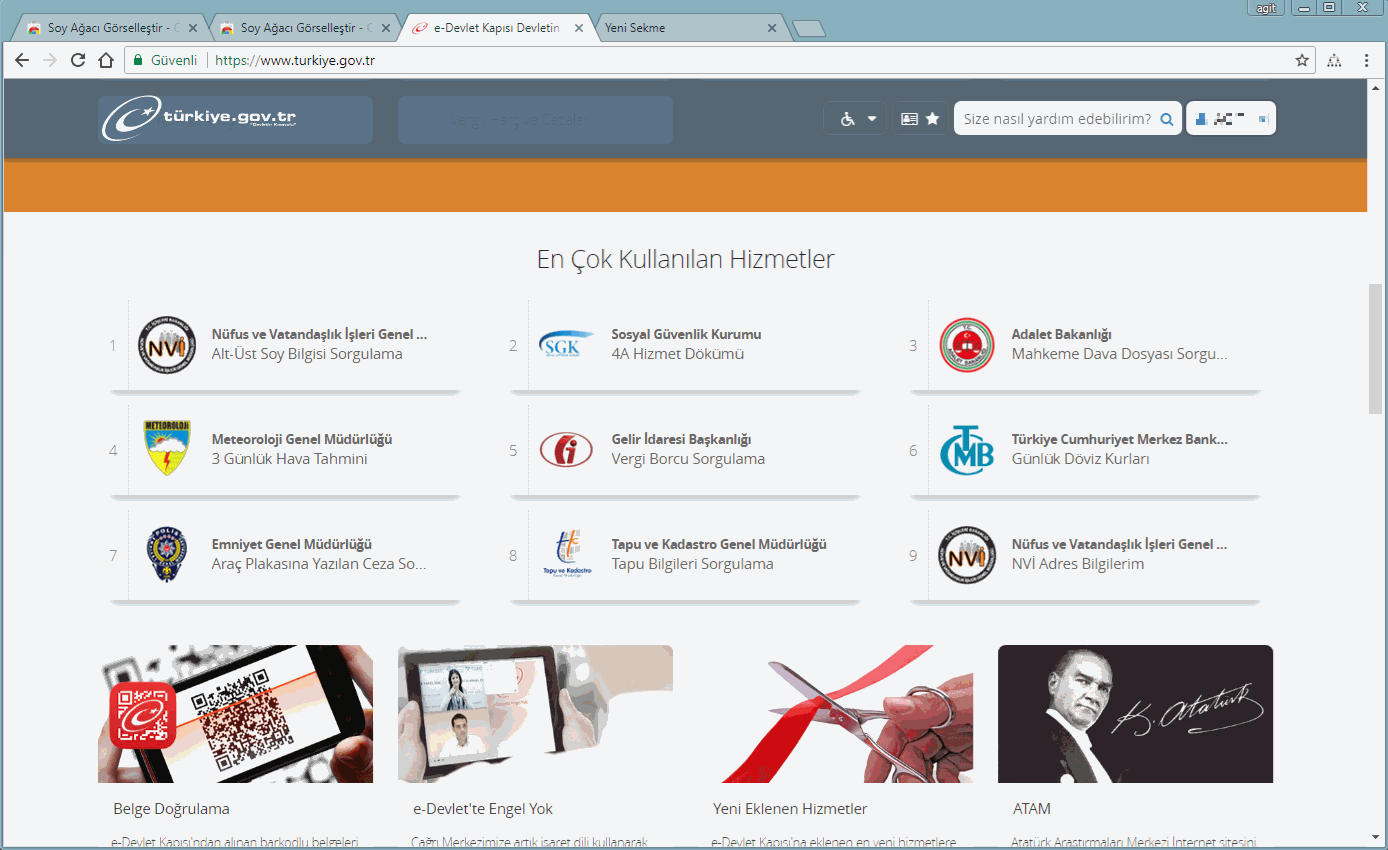 agit
Soy Ağacı Görselleştir - C
Soy Ağacı Görselleştir - C
e-Devlet Kapısı Devletin
Yeni Sekme
Güvenli
https://www.turkiye.gov.tr
türkiye.gov.tr
Size nasıl yardım edebilirim?
En Çok Kullanılan Hizmetler
1
NVİ
Nüfus ve Vatandaşlık İşleri Genel ...
Alt-Üst Soy Bilgisi Sorgulama
2
SGK
Sosyal Güvenlik Kurumu
4A Hizmet Dökümü
3
Adalet Bakanlığı
Mahkeme Dava Dosyası Sorgu...
4
METEOROLOJİ
Meteoroloji Genel Müdürlüğü
3 Günlük Hava Tahmini
5
Gelir İdaresi Başkanlığı
Vergi Borcu Sorgulama
6
TCMB
Türkiye Cumhuriyet Merkez Bank...
Günlük Döviz Kurları
7
POLİS
Emniyet Genel Müdürlüğü
Araç Plakasına Yazılan Ceza So...
8
Tapu ve Kadastro
Tapu ve Kadastro Genel Müdürlüğü
Tapu Bilgileri Sorgulama
9
NVİ
Nüfus ve Vatandaşlık İşleri Genel ...
NVİ Adres Bilgilerim
K. Atatürk
Belge Doğrulama
e-Devlet'te Engel Yok
Yeni Eklenen Hizmetler
ATAM
e-Devlet Kapısı'ndan alınan barkodlu belgeleri
Çağrı Merkezimize artık işaret dili kullanarak
e-Devlet Kapısı'na eklenen en yeni hizmetlere
Atatürk Araştırmaları Merkezi İnternet sitesini